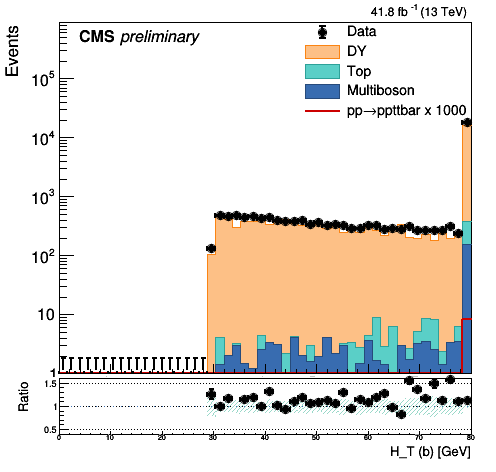 41.8 fb⁻¹ (13 TeV)
Events
CMS preliminary
Data
DY
Top
Multiboson
pp→ppttbar x 1000
10⁵
10⁴
10³
10²
10
1
Ratio
1.5
1
0.5
0 10 20 30 40 50 60 70 80
H_T (b) [GeV]